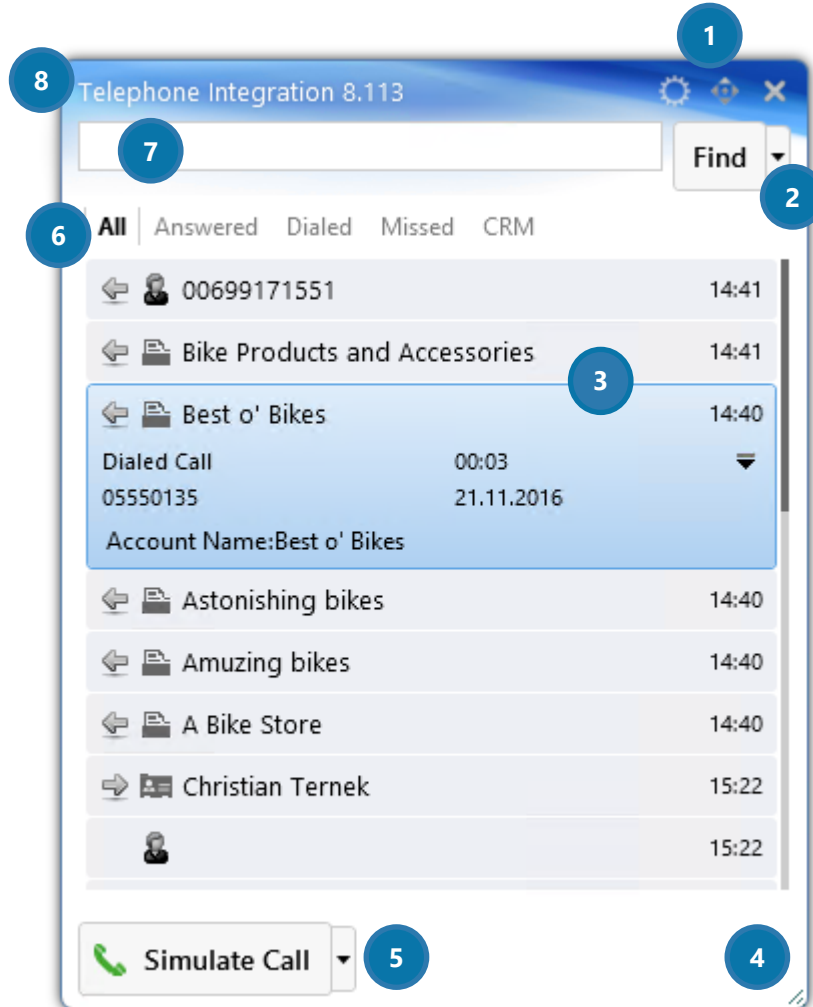 1
8 Telephone Integration 8.113
7 Find
2
6 All Answered Dialed Missed CRM
00699171551 14:41
Bike Products and Accessories 14:41
3
Best o' Bikes 14:40
Dialed Call 00:03
05550135 21.11.2016
Account Name:Best o' Bikes
Astonishing bikes 14:40
Amuzing bikes 14:40
A Bike Store 14:40
Christian Ternek 15:22
15:22
Simulate Call 5 4